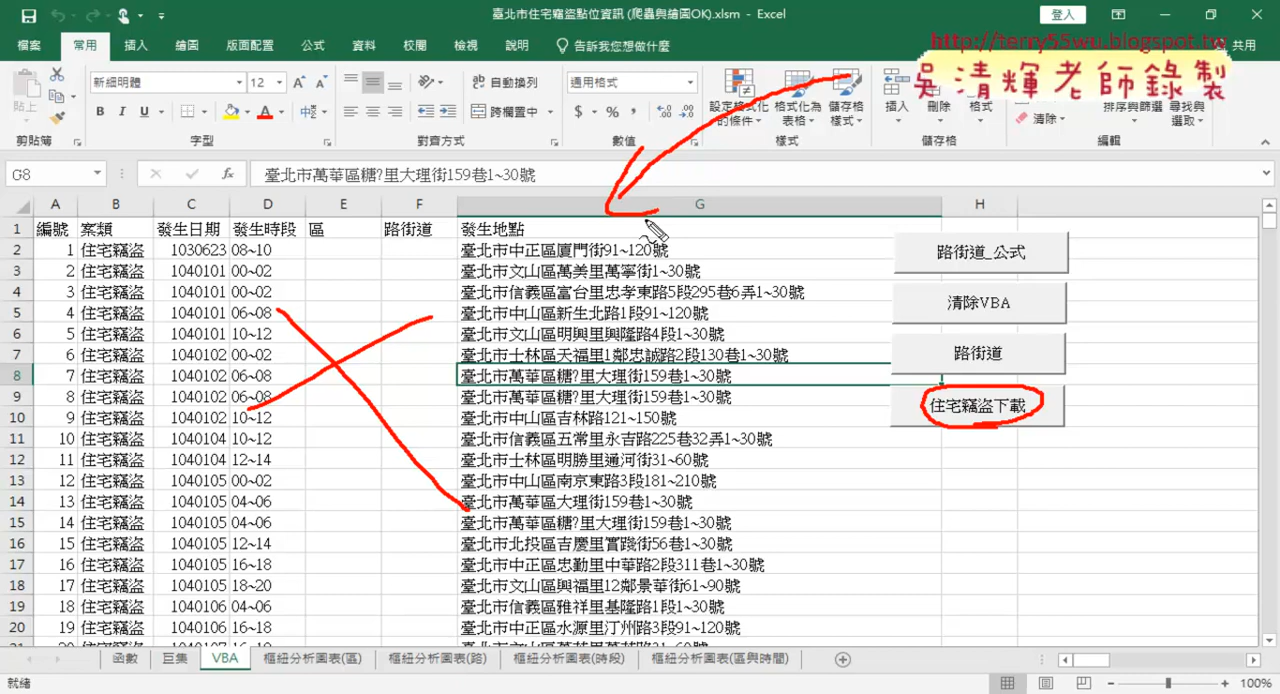 臺北市住宅竊盜點位資訊 (爬蟲與繪圖OK).xlsm - Excel
登入
檔案 常用 插入 繪圖 版面配置 公式 資料 校閱 檢視 說明 告訴我您想做什麼 共用
http://terry55wu.blogspot.tw
吳清輝老師錄製
貼上 新細明體 12 自動換列 通用格式 設定格式化的條件 格式化為表格 儲存格樣式 插入 刪除 格式 清除 排序與篩選 尋找與選取
B I U 跨欄置中 $ %
剪貼簿 字型 對齊方式 數值 樣式 儲存格 編輯
G8 fx 臺北市萬華區糖?里大理街159巷1~30號
A B C D E F G H
1 編號 案類 發生日期 發生時段 區 路街道 發生地點
2 1 住宅竊盜 1030623 08~10 臺北市中正區廈門街91~120號
3 2 住宅竊盜 1040101 00~02 臺北市文山區萬美里萬寧街1~30號
4 3 住宅竊盜 1040101 00~02 臺北市信義區富台里忠孝東路5段295巷6弄1~30號
5 4 住宅竊盜 1040101 06~08 臺北市中山區新生北路1段91~120號
6 5 住宅竊盜 1040101 10~12 臺北市文山區明興里興隆路4段1~30號
7 6 住宅竊盜 1040102 00~02 臺北市士林區天福里1鄰忠誠路2段130巷1~30號
8 7 住宅竊盜 1040102 06~08 臺北市萬華區糖?里大理街159巷1~30號
9 8 住宅竊盜 1040102 06~08 臺北市萬華區糖?里大理街159巷1~30號
10 9 住宅竊盜 1040102 10~12 臺北市中山區吉林路121~150號
11 10 住宅竊盜 1040104 10~12 臺北市信義區五常里永吉路225巷32弄1~30號
12 11 住宅竊盜 1040104 12~14 臺北市士林區明勝里通河街31~60號
13 12 住宅竊盜 1040105 00~02 臺北市中山區南京東路3段181~210號
14 13 住宅竊盜 1040105 04~06 臺北市萬華區大理街159巷1~30號
15 14 住宅竊盜 1040105 04~06 臺北市萬華區糖?里大理街159巷1~30號
16 15 住宅竊盜 1040105 12~14 臺北市北投區吉慶里實踐街56巷1~30號
17 16 住宅竊盜 1040105 16~18 臺北市中正區忠勤里中華路2段311巷1~30號
18 17 住宅竊盜 1040105 18~20 臺北市文山區興福里12鄰景華街61~90號
19 18 住宅竊盜 1040106 04~06 臺北市信義區雅祥里基隆路1段1~30號
20 19 住宅竊盜 1040106 16~18 臺北市中正區水源里汀州路3段91~120號
路街道_公式
清除VBA
路街道
住宅竊盜下載
函數 巨集 VBA 樞紐分析圖表(區) 樞紐分析圖表(路) 樞紐分析圖表(時段) 樞紐分析圖表(區與時間)
就緒 100%